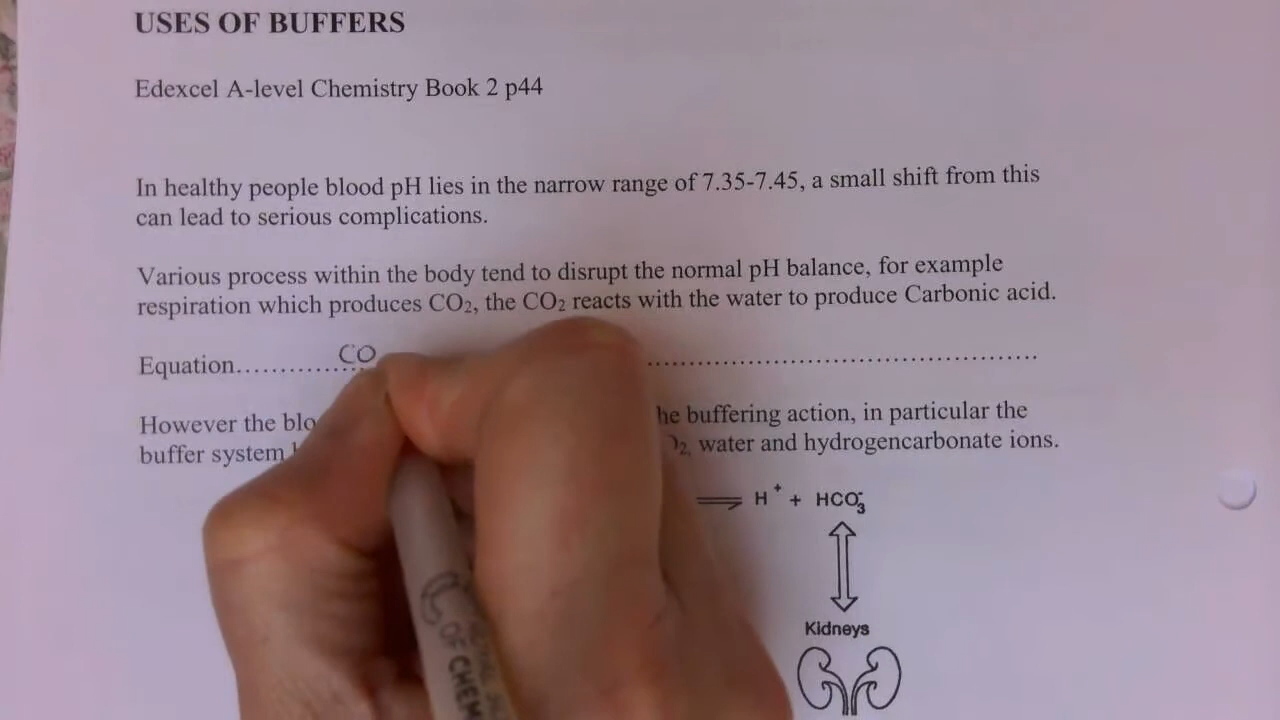 USES OF BUFFERS
Edexcel A-level Chemistry Book 2 p44
In healthy people blood pH lies in the narrow range of 7.35-7.45, a small shift from this
can lead to serious complications.
Various process within the body tend to disrupt the normal pH balance, for example
respiration which produces CO₂, the CO₂ reacts with the water to produce Carbonic acid.
Equation.............CO.......................................
However the blo he buffering action, in particular the
buffer system water and hydrogencarbonate ions.
⇌ H⁺ + HCO₃⁻
Kidneys
OF CHEM